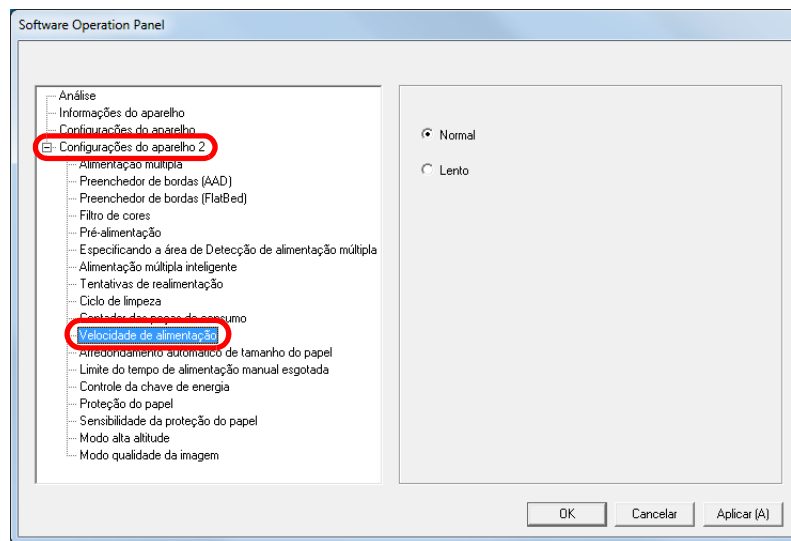 Software Operation Panel
Análise
Informações do aparelho
Configurações do aparelho
Configurações do aparelho 2
Alimentação múltipla
Preenchedor de bordas (AAD)
Preenchedor de bordas (FlatBed)
Filtro de cores
Pré-alimentação
Especificando a área de Detecção de alimentação múltipla
Alimentação múltipla inteligente
Tentativas de realimentação
Ciclo de limpeza
Contador das peças de consumo
Velocidade de alimentação
Arredondamento automático de tamanho do papel
Limite do tempo de alimentação manual esgotada
Controle da chave de energia
Proteção do papel
Sensibilidade da proteção do papel
Modo alta altitude
Modo qualidade da imagem
Normal
Lento
OK
Cancelar
Aplicar (A)